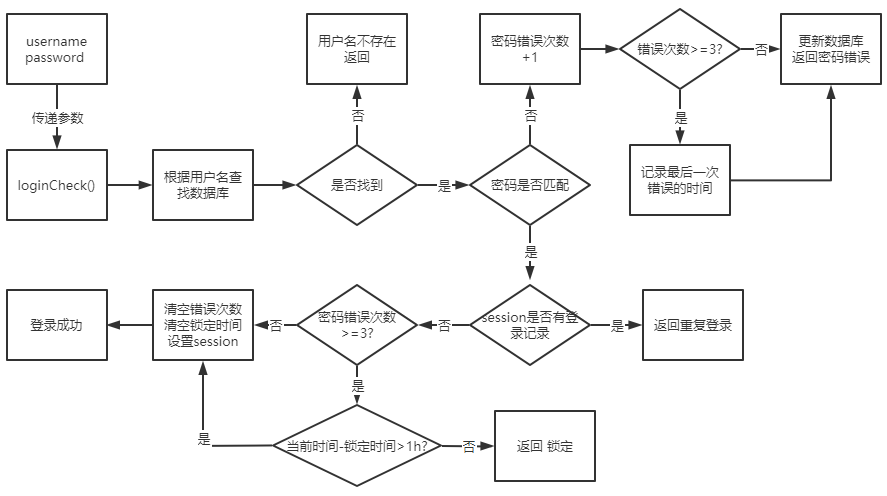 username
password
传递参数
loginCheck()
根据用户名查
找数据库
是否找到
否
用户名不存在
返回
是
密码是否匹配
否
密码错误次数
+1
错误次数>=3?
否
更新数据库
返回密码错误
是
记录最后一次
错误的时间
是
session是否有登
录记录
是
返回重复登录
否
密码错误次数
>=3?
否
清空错误次数
清空锁定时间
设置session
登录成功
是
当前时间-锁定时间>1h?
是
否
返回 锁定